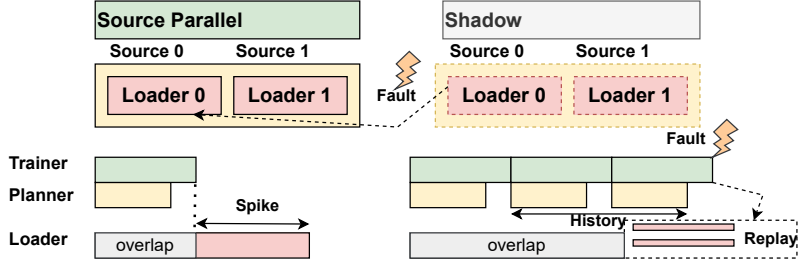 Source Parallel
Shadow
Source 0 Source 1
Source 0 Source 1
Loader 0 Loader 1
Fault
Loader 0 Loader 1
Fault
Trainer
Planner
Spike
History
Loader
overlap
overlap
Replay